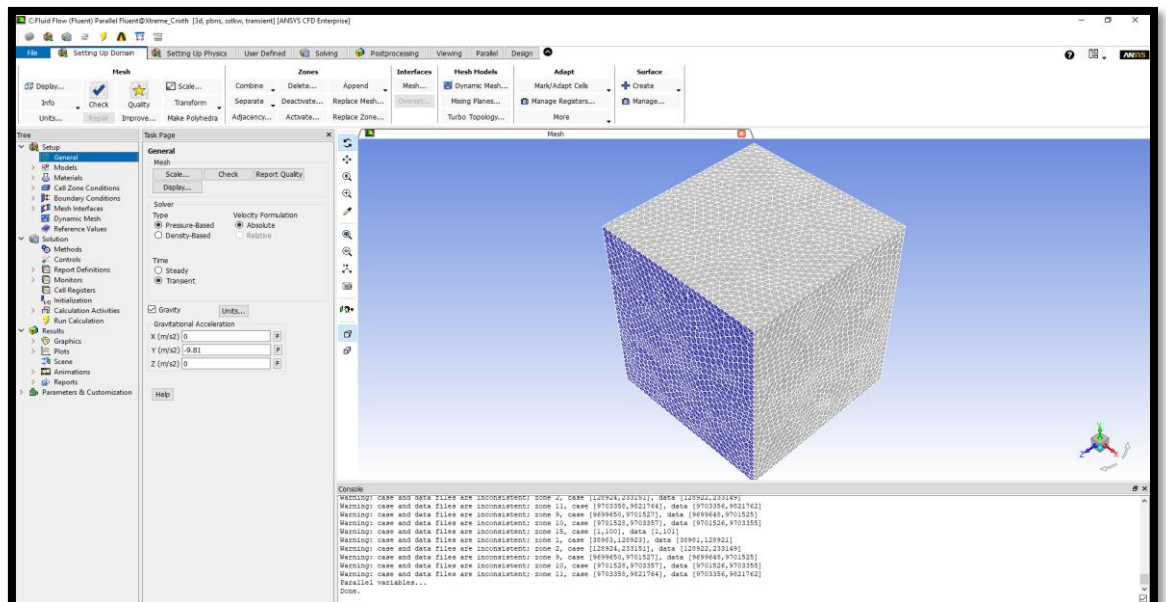 C:Fluid Flow (Fluent) Parallel Fluent@Xtreme_Cristh [3d, pbns, sstkw, transient] [ANSYS CFD Enterprise]
File Setting Up Domain Setting Up Physics User Defined Solving Postprocessing Viewing Parallel Design ANSYS
Mesh Zones Interfaces Mesh Models Adapt Surface
Display... Scale... Combine Delete... Append Mesh... Dynamic Mesh... Mark/Adapt Cells Create
Info Check Quality Transform Separate Deactivate... Replace Mesh... Overset... Mixing Planes... Manage Registers... Manage...
Units... Repair Improve... Make Polyhedra Adjacency... Activate... Replace Zone... Turbo Topology... More
Tree
Setup
General
Models
Materials
Cell Zone Conditions
Boundary Conditions
Mesh Interfaces
Dynamic Mesh
Reference Values
Solution
Methods
Controls
Report Definitions
Monitors
Cell Registers
Initialization
Calculation Activities
Run Calculation
Results
Graphics
Plots
Scene
Animations
Reports
Parameters & Customization
Task Page
General
Mesh
Scale... Check Report Quality
Display...
Solver
Type Velocity Formulation
Pressure-Based Absolute
Density-Based Relative
Time
Steady
Transient
Gravity Units...
Gravitational Acceleration
X (m/s2) 0 P
Y (m/s2) -9.81 P
Z (m/s2) 0 P
Help
Mesh
Y
Z X
Console
Warning: case and data files are inconsistent; zone 2, case [128924,233151], data [128922,233149]
Warning: case and data files are inconsistent; zone 11, case [9703358,9821764], data [9703356,9821762]
Warning: case and data files are inconsistent; zone 9, case [9699650,9701527], data [9699648,9701525]
Warning: case and data files are inconsistent; zone 10, case [9701528,9703357], data [9701526,9703355]
Warning: case and data files are inconsistent; zone 15, case [1,100], data [1,101]
Warning: case and data files are inconsistent; zone 1, case [38983,128923], data [38981,128921]
Warning: case and data files are inconsistent; zone 2, case [128924,233151], data [128922,233149]
Warning: case and data files are inconsistent; zone 9, case [9699650,9701527], data [9699648,9701525]
Warning: case and data files are inconsistent; zone 10, case [9701528,9703357], data [9701526,9703355]
Warning: case and data files are inconsistent; zone 11, case [9703358,9821764], data [9703356,9821762]
Parallel variables...
Done.